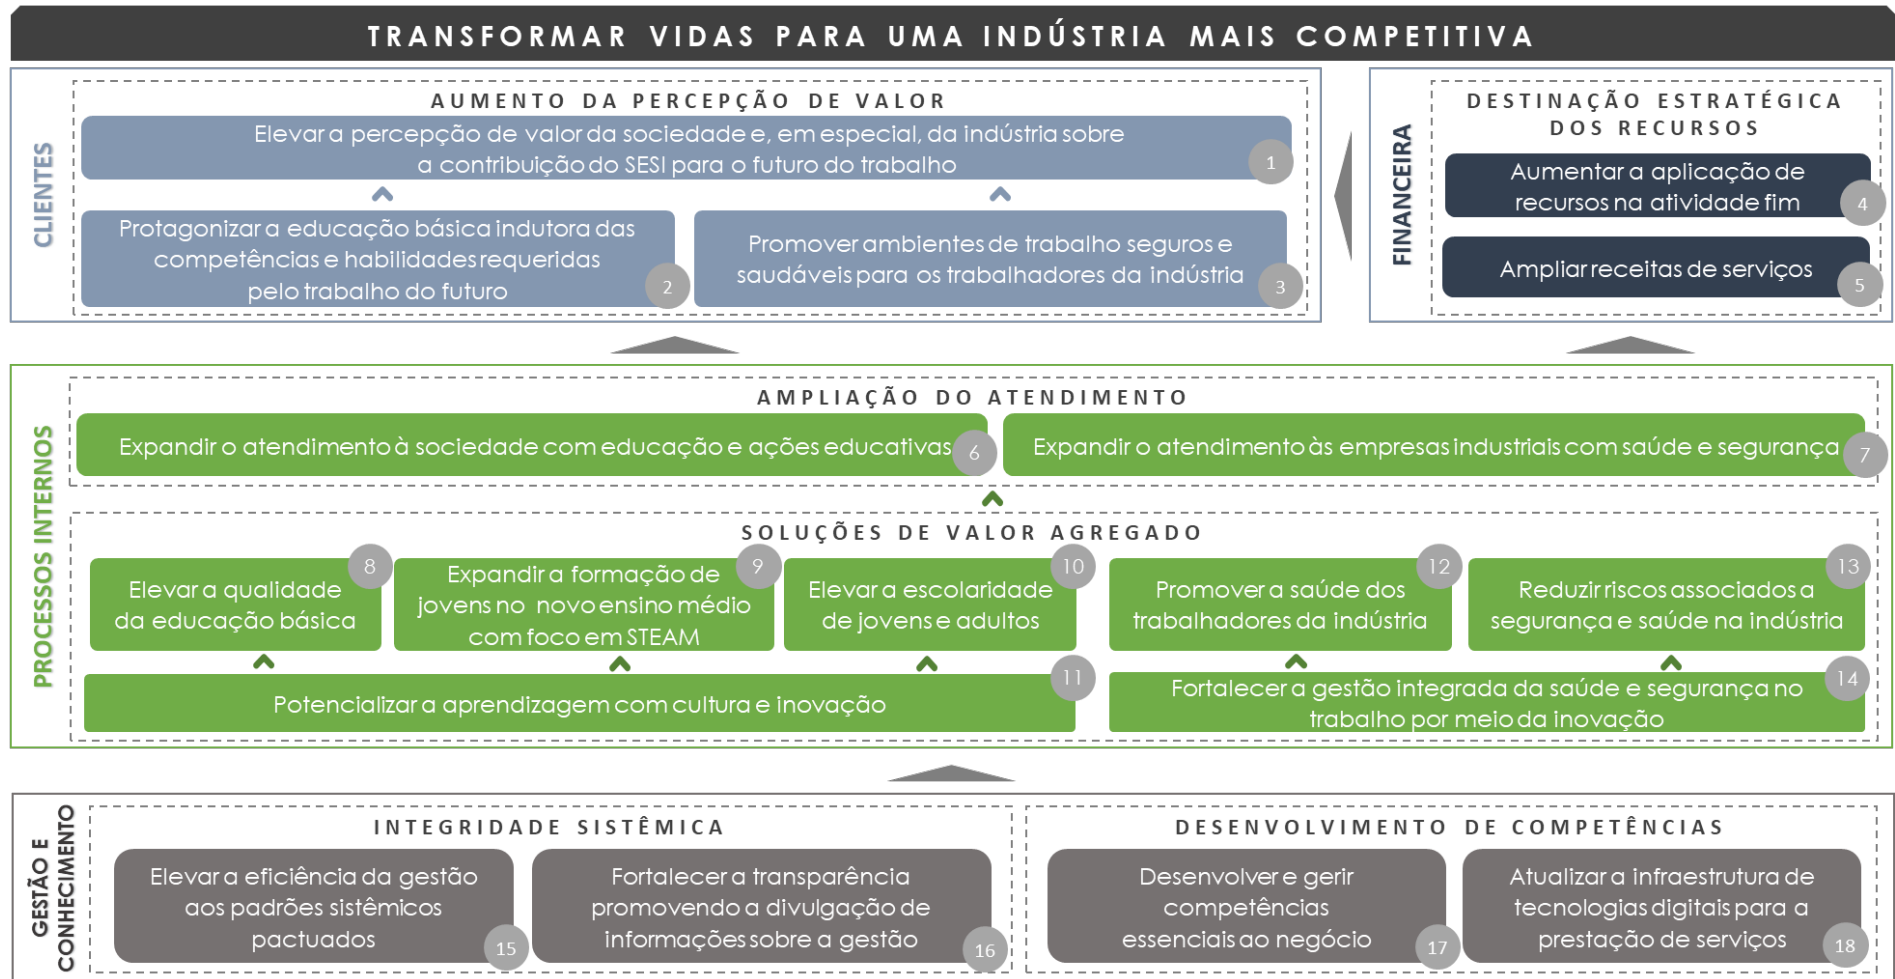 TRANSFORMAR VIDAS PARA UMA INDÚSTRIA MAIS COMPETITIVA
CLIENTES
AUMENTO DA PERCEPÇÃO DE VALOR
Elevar a percepção de valor da sociedade e, em especial, da indústria sobre
a contribuição do SESI para o futuro do trabalho
1
Protagonizar a educação básica indutora das
competências e habilidades requeridas
pelo trabalho do futuro
2
Promover ambientes de trabalho seguros e
saudáveis para os trabalhadores da indústria
3
FINANCEIRA
DESTINAÇÃO ESTRATÉGICA
DOS RECURSOS
Aumentar a aplicação de
recursos na atividade fim
4
Ampliar receitas de serviços
5
PROCESSOS INTERNOS
AMPLIAÇÃO DO ATENDIMENTO
Expandir o atendimento à sociedade com educação e ações educativas
6
Expandir o atendimento às empresas industriais com saúde e segurança
7
SOLUÇÕES DE VALOR AGREGADO
Elevar a qualidade
da educação básica
8
Expandir a formação de
jovens no novo ensino médio
com foco em STEAM
9
Elevar a escolaridade
de jovens e adultos
10
Promover a saúde dos
trabalhadores da indústria
12
Reduzir riscos associados a
segurança e saúde na indústria
13
Potencializar a aprendizagem com cultura e inovação
11
Fortalecer a gestão integrada da saúde e segurança no
trabalho por meio da inovação
14
GESTÃO E
CONHECIMENTO
INTEGRIDADE SISTÊMICA
Elevar a eficiência da gestão
aos padrões sistêmicos
pactuados
15
Fortalecer a transparência
promovendo a divulgação de
informações sobre a gestão
16
DESENVOLVIMENTO DE COMPETÊNCIAS
Desenvolver e gerir
competências
essenciais ao negócio
17
Atualizar a infraestrutura de
tecnologias digitais para a
prestação de serviços
18